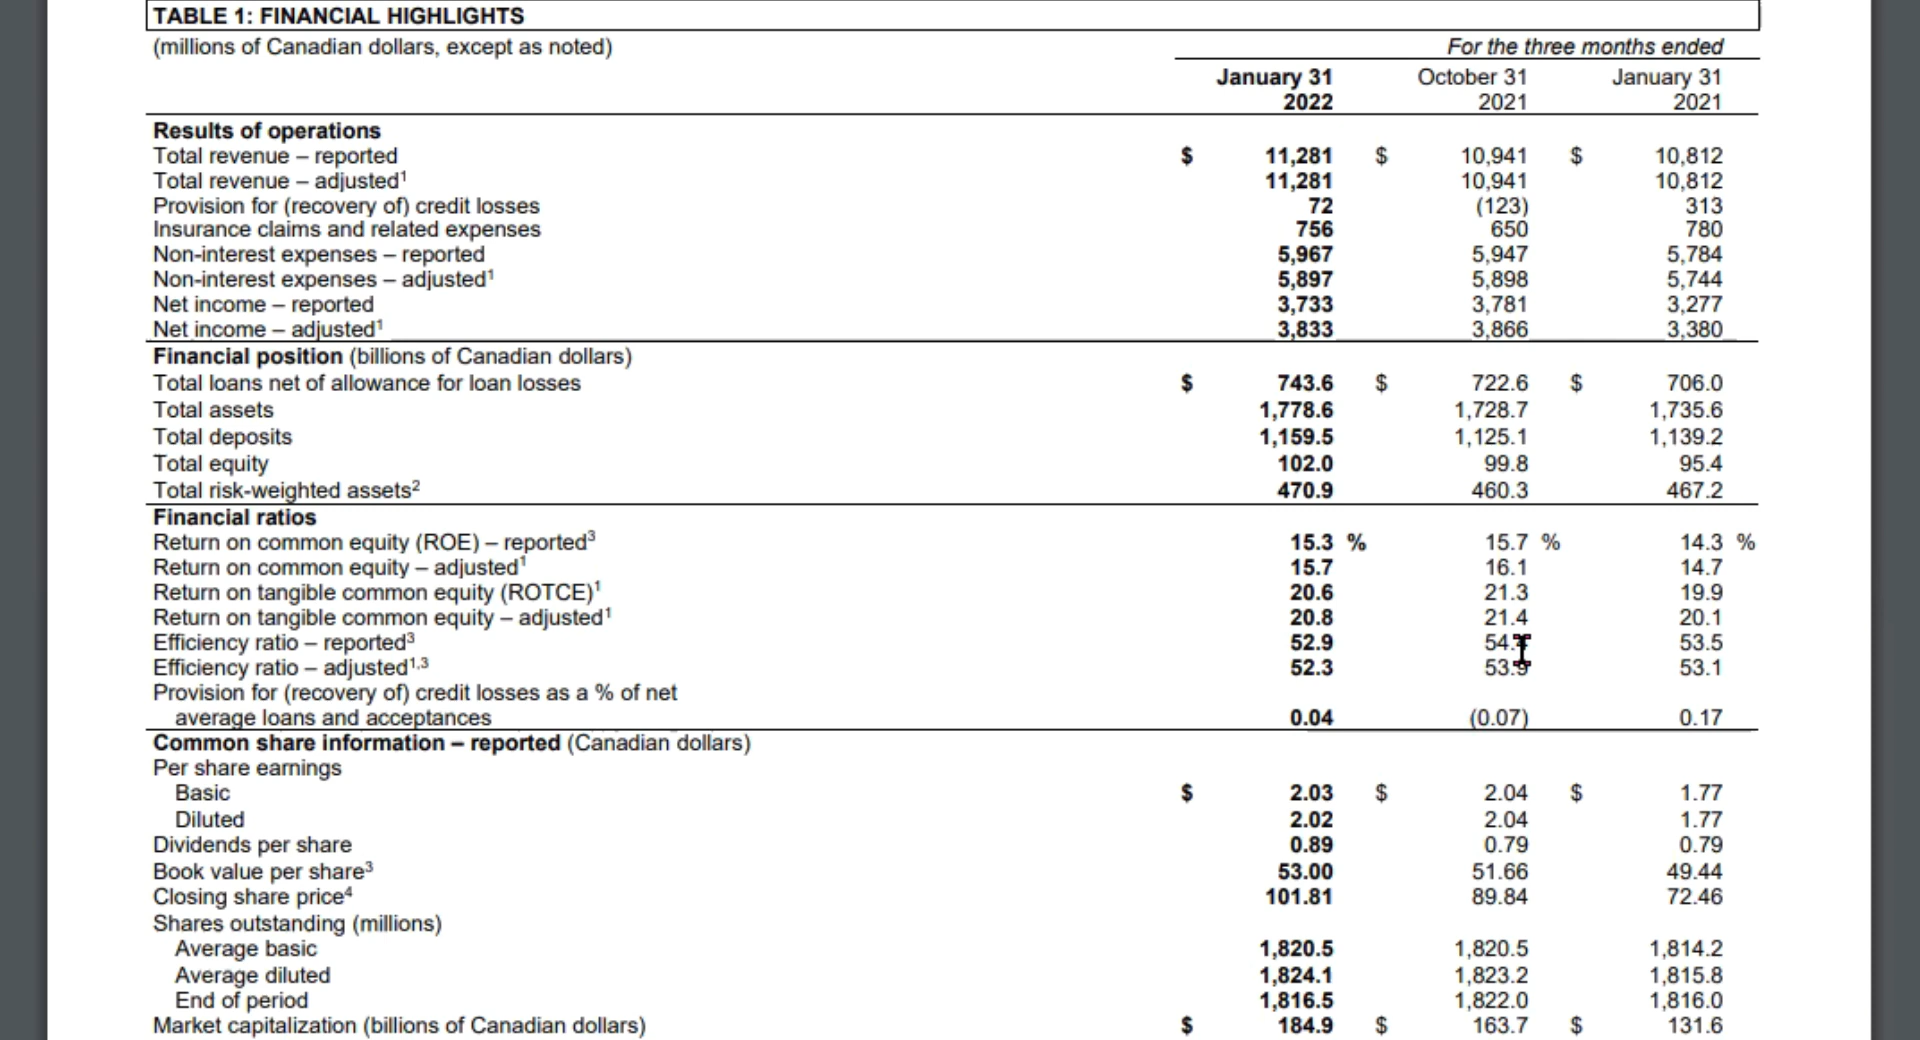 TABLE 1: FINANCIAL HIGHLIGHTS
(millions of Canadian dollars, except as noted) For the three months ended
January 31 October 31 January 31
2022 2021 2021
Results of operations
Total revenue – reported $ 11,281 $ 10,941 $ 10,812
Total revenue – adjusted¹ 11,281 10,941 10,812
Provision for (recovery of) credit losses 72 (123) 313
Insurance claims and related expenses 756 650 780
Non-interest expenses – reported 5,967 5,947 5,784
Non-interest expenses – adjusted¹ 5,897 5,898 5,744
Net income – reported 3,733 3,781 3,277
Net income – adjusted¹ 3,833 3,866 3,380
Financial position (billions of Canadian dollars)
Total loans net of allowance for loan losses $ 743.6 $ 722.6 $ 706.0
Total assets 1,778.6 1,728.7 1,735.6
Total deposits 1,159.5 1,125.1 1,139.2
Total equity 102.0 99.8 95.4
Total risk-weighted assets² 470.9 460.3 467.2
Financial ratios
Return on common equity (ROE) – reported³ 15.3 % 15.7 % 14.3 %
Return on common equity – adjusted¹ 15.7 16.1 14.7
Return on tangible common equity (ROTCE)¹ 20.6 21.3 19.9
Return on tangible common equity – adjusted¹ 20.8 21.4 20.1
Efficiency ratio – reported³ 52.9 53.5
Efficiency ratio – adjusted¹,³ 52.3 53.9 53.1
Provision for (recovery of) credit losses as a % of net
average loans and acceptances 0.04 (0.07) 0.17
Common share information – reported (Canadian dollars)
Per share earnings
Basic $ 2.03 $ 2.04 $ 1.77
Diluted 2.02 2.04 1.77
Dividends per share 0.89 0.79 0.79
Book value per share³ 53.00 51.66 49.44
Closing share price⁴ 101.81 89.84 72.46
Shares outstanding (millions)
Average basic 1,820.5 1,820.5 1,814.2
Average diluted 1,824.1 1,823.2 1,815.8
End of period 1,816.5 1,822.0 1,816.0
Market capitalization (billions of Canadian dollars) $ 184.9 $ 163.7 $ 131.6